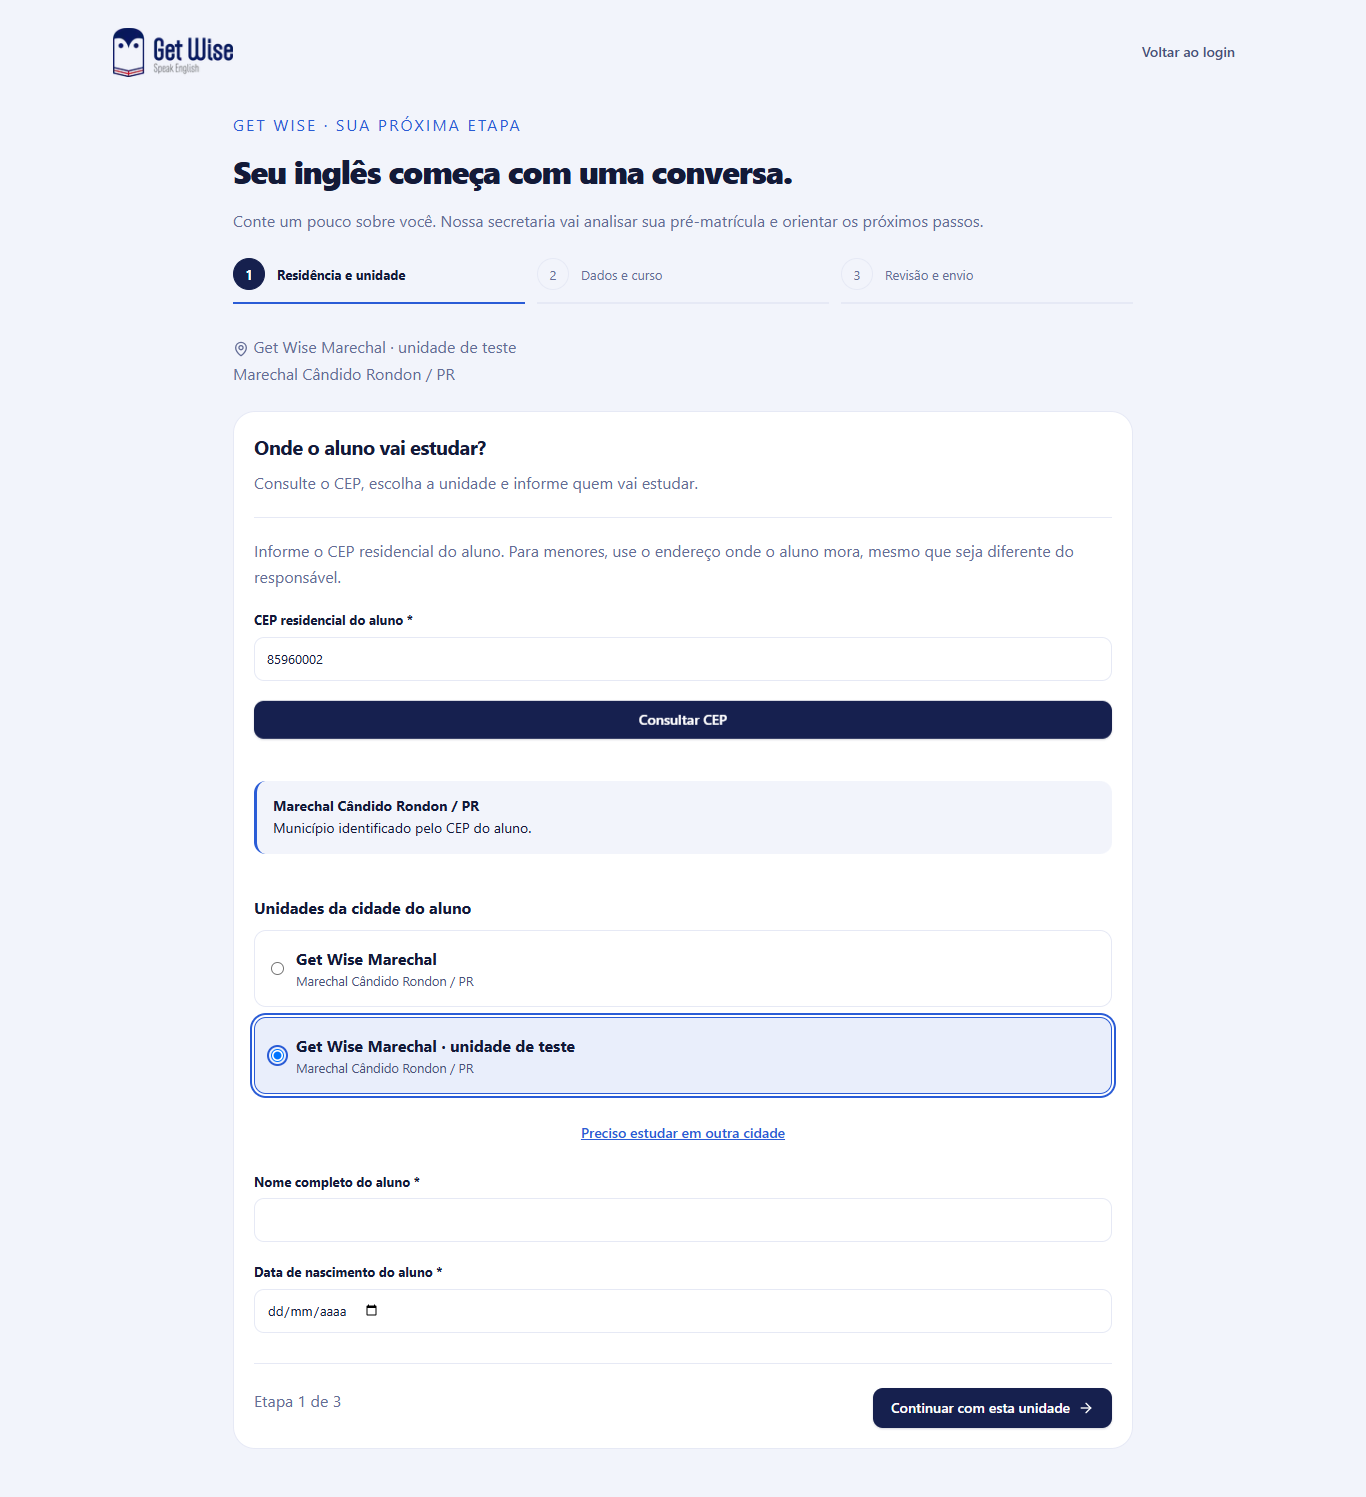 Get Wise
Speak English
Voltar ao login
GET WISE · SUA PRÓXIMA ETAPA
Seu inglês começa com uma conversa.
Conte um pouco sobre você. Nossa secretaria vai analisar sua pré-matrícula e orientar os próximos passos.
1 Residência e unidade
2 Dados e curso
3 Revisão e envio
Get Wise Marechal · unidade de teste
Marechal Cândido Rondon / PR
Onde o aluno vai estudar?
Consulte o CEP, escolha a unidade e informe quem vai estudar.
Informe o CEP residencial do aluno. Para menores, use o endereço onde o aluno mora, mesmo que seja diferente do
responsável.
CEP residencial do aluno *
85960002
Consultar CEP
Marechal Cândido Rondon / PR
Município identificado pelo CEP do aluno.
Unidades da cidade do aluno
Get Wise Marechal
Marechal Cândido Rondon / PR
Get Wise Marechal · unidade de teste
Marechal Cândido Rondon / PR
Preciso estudar em outra cidade
Nome completo do aluno *
Data de nascimento do aluno *
dd/mm/aaaa
Etapa 1 de 3
Continuar com esta unidade →